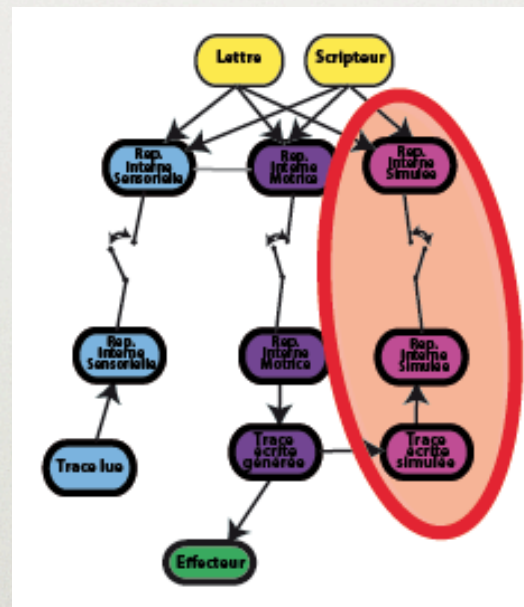 Lettre
Scripteur
Rep.
Interne
Sensorielle
Rep.
Interne
Motrice
Rep.
Interne
Simulée
Rep.
Interne
Sensorielle
Rep.
Interne
Motrice
Rep.
Interne
Simulée
Trace lue
Trace
écrite
générée
Trace
écrite
simulée
Effecteur